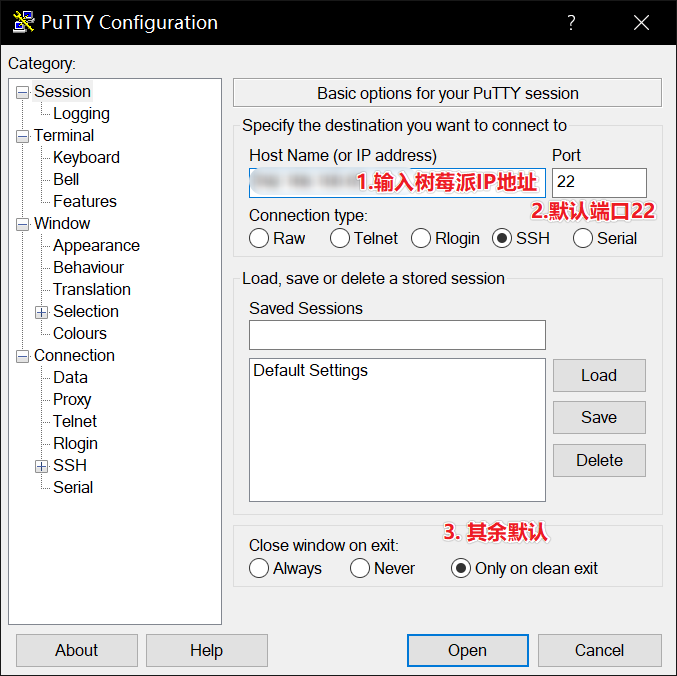 PuTTY Configuration
Category:
Session
Logging
Terminal
Keyboard
Bell
Features
Window
Appearance
Behaviour
Translation
Selection
Colours
Connection
Data
Proxy
Telnet
Rlogin
SSH
Serial
Basic options for your PuTTY session
Specify the destination you want to connect to
Host Name (or IP address) Port
1.输入树莓派IP地址 22
2.默认端口22
Connection type:
Raw Telnet Rlogin SSH Serial
Load, save or delete a stored session
Saved Sessions
Default Settings
Load
Save
Delete
3. 其余默认
Close window on exit:
Always Never Only on clean exit
About Help Open Cancel